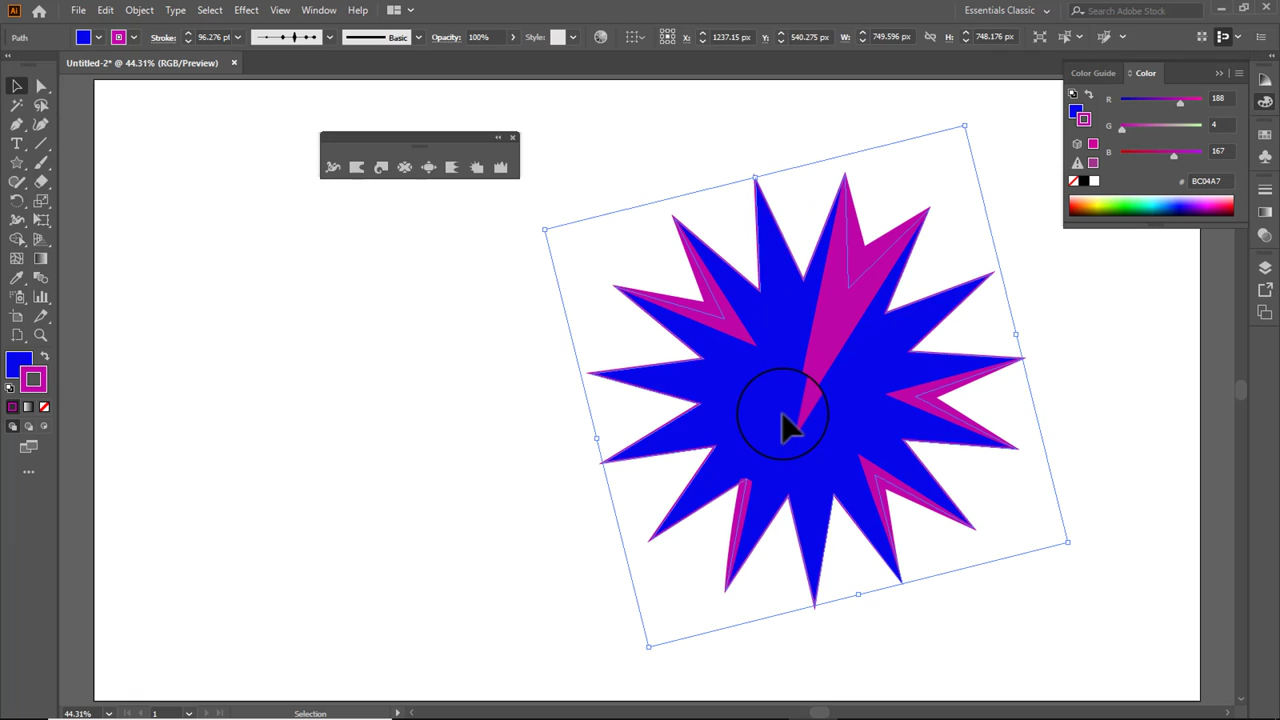 Ai File Edit Object Type Select Effect View Window Help Essentials Classic Search Adobe Stock
Path Stroke: 96.276 pt Basic Opacity: 100% Style: X: 1237.15 px Y: 540.275 px W: 749.596 px H: 748.176 px
Untitled-2* @ 44.31% (RGB/Preview)
Color Guide Color
R 188
G 4
B 167
# BC04A7
44.31% 1 Selection